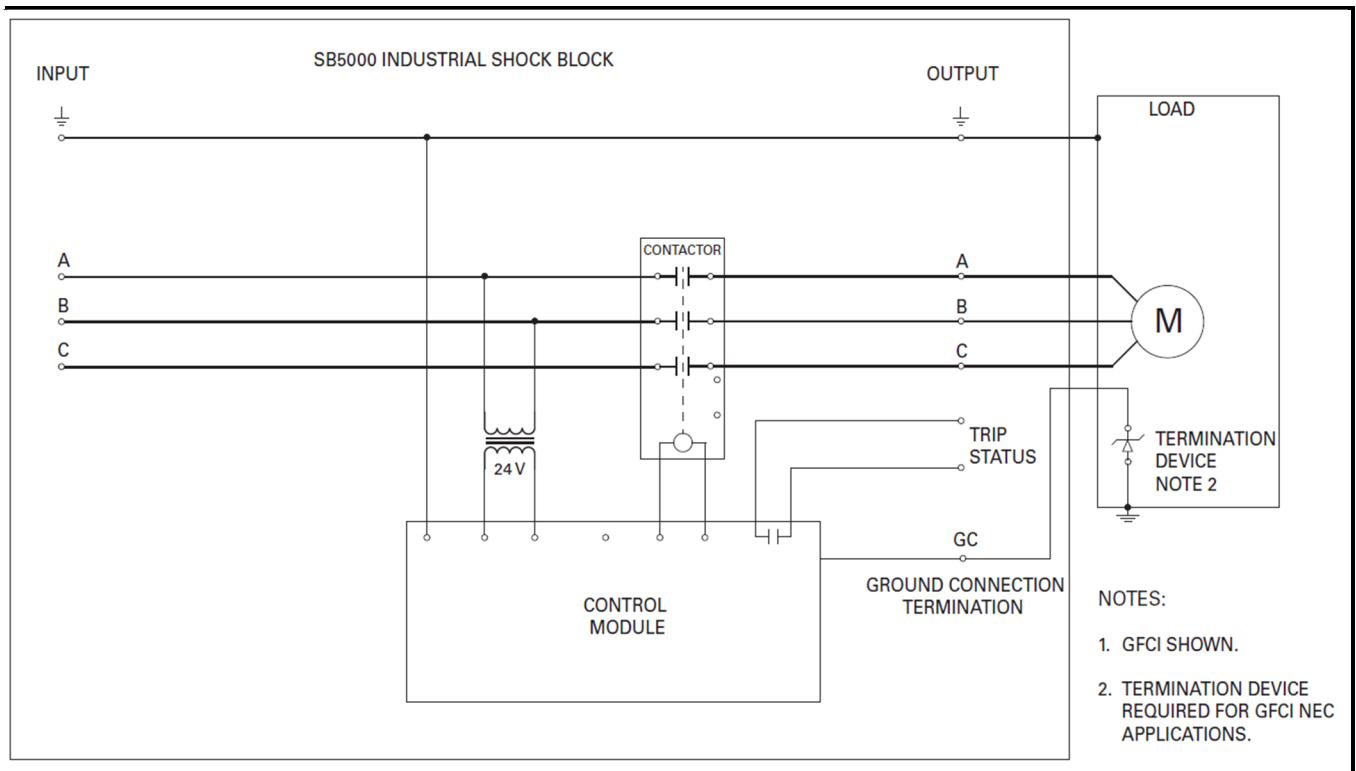 SB5000 INDUSTRIAL SHOCK BLOCK
INPUT
OUTPUT
LOAD
CONTACTOR
A
A
B
B
C
C
M
24 V
TRIP
STATUS
TERMINATION
DEVICE
NOTE 2
GC
GROUND CONNECTION
TERMINATION
CONTROL
MODULE
NOTES:
1. GFCI SHOWN.
2. TERMINATION DEVICE
REQUIRED FOR GFCI NEC
APPLICATIONS.